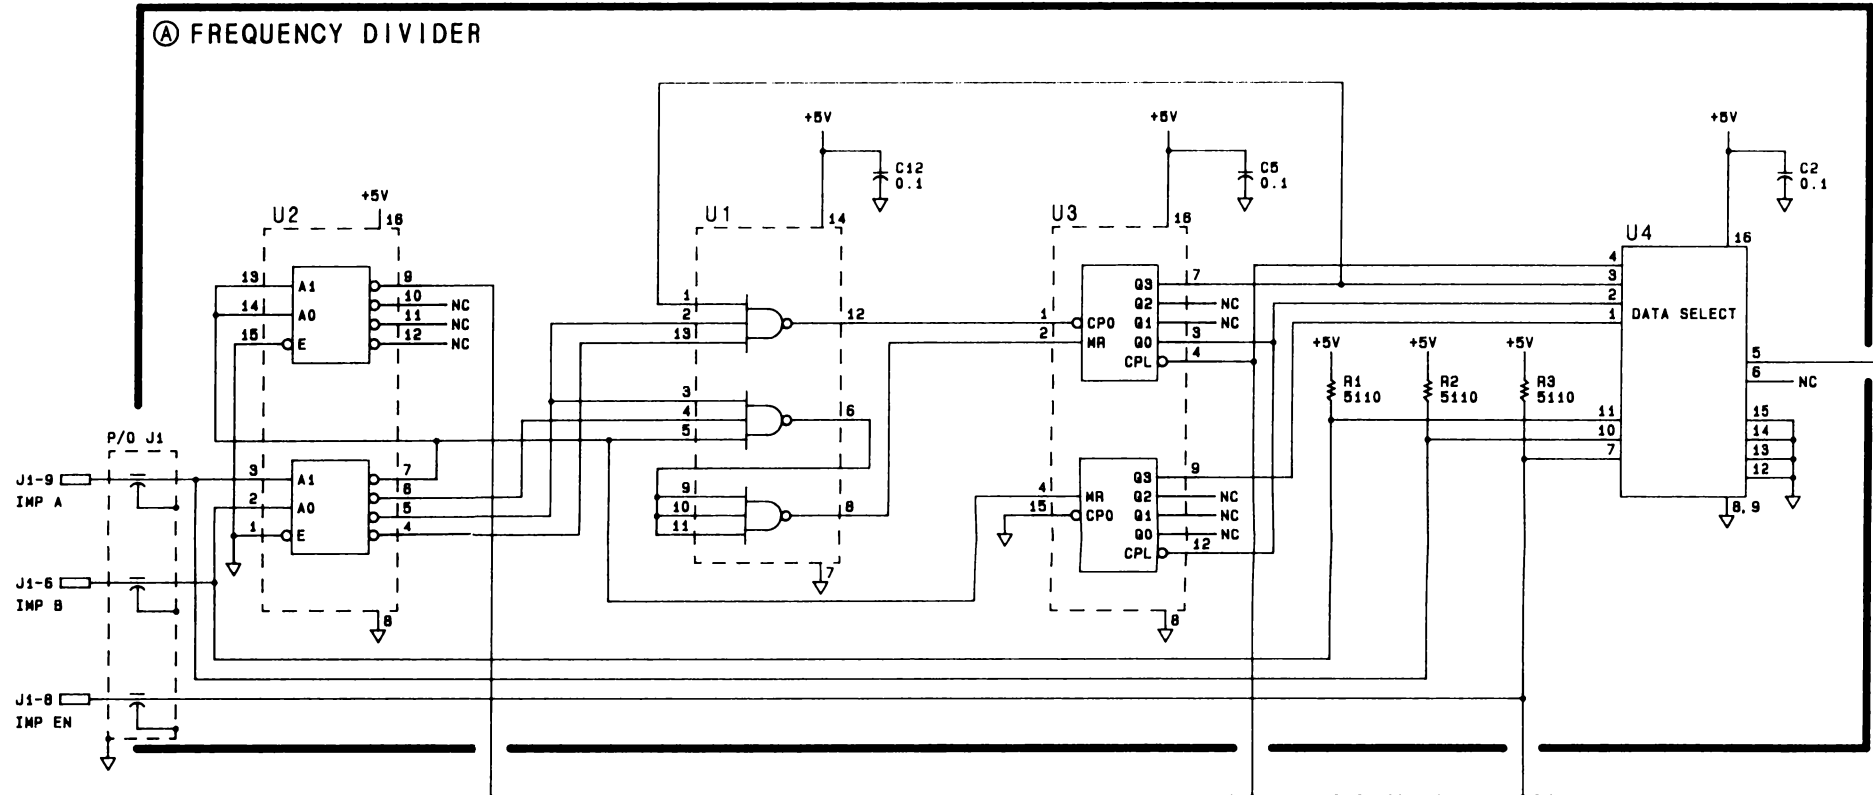 Ⓐ FREQUENCY DIVIDER
+5V
C12
0.1
+5V
C5
0.1
+5V
C2
0.1
+5V
U2
16
13
A1
9
14
A0
10
NC
11
NC
15
E
12
NC
3
A1
7
2
A0
6
5
1
E
4
8
U1
14
1
2
13
12
3
4
5
6
9
10
11
8
7
U3
16
1
CP0
2
MR
Q3
7
Q2
NC
Q1
NC
Q0
3
CPL
4
4
MR
15
CP0
Q3
9
Q2
NC
Q1
NC
Q0
NC
CPL
12
8
U4
16
4
3
2
1
DATA SELECT
5
6
NC
11
10
7
15
14
13
12
8,9
+5V
R1
5110
+5V
R2
5110
+5V
R3
5110
P/O J1
J1-9
IMP A
J1-6
IMP B
J1-8
IMP EN